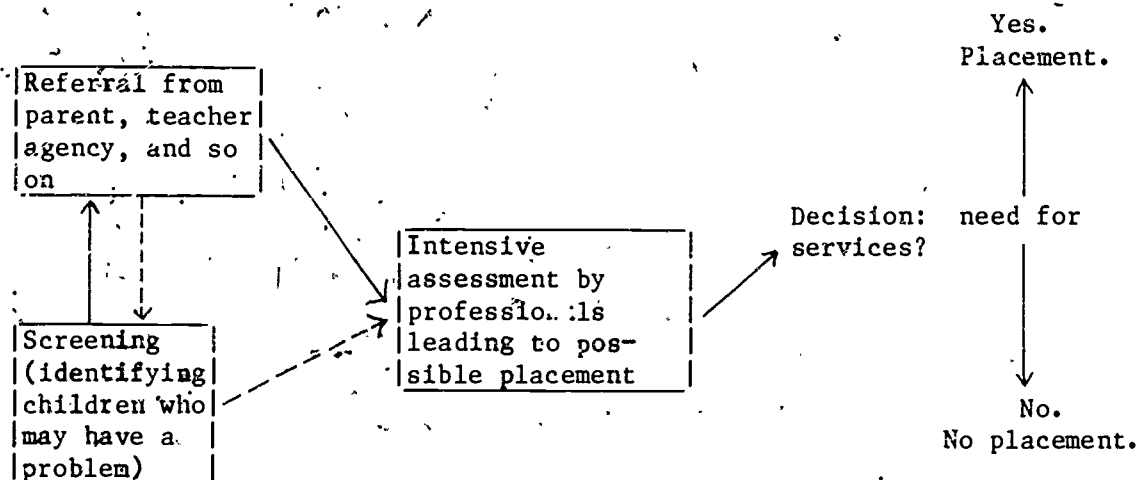 Referral from
parent, teacher
agency, and so
on
Screening
(identifying
children who
may have a
problem)
Intensive
assessment by
leading to pos-
sible placement
Decision: need for
services?
Yes.
Placement.
No.
No placement.